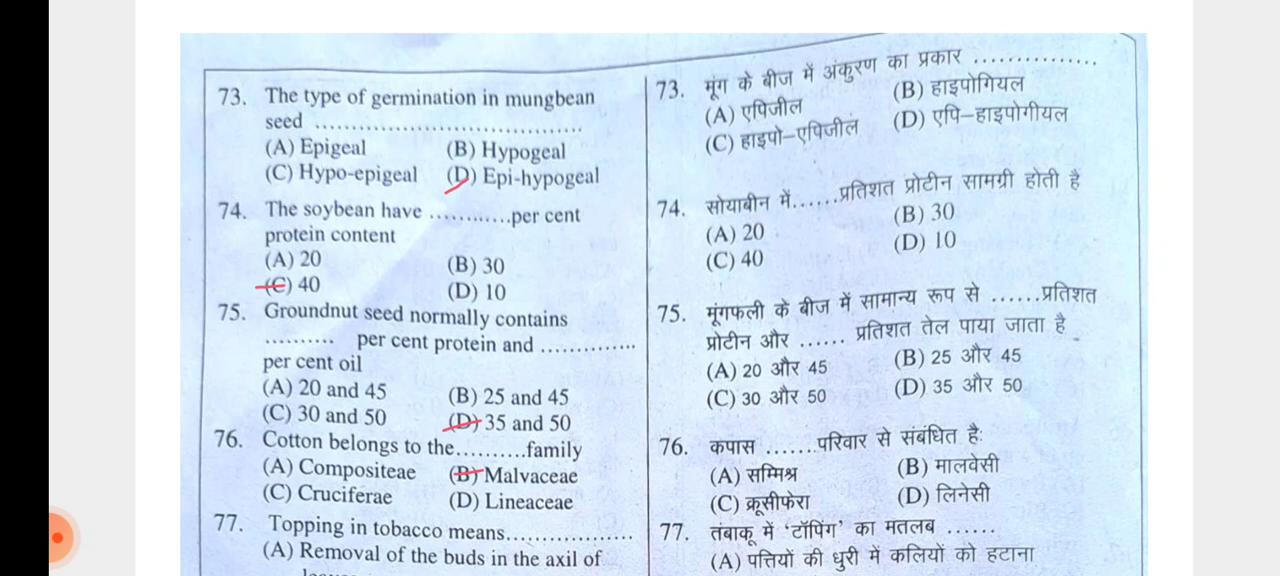 73. The type of germination in mungbean
seed ..................................
(A) Epigeal (B) Hypogeal
(C) Hypo-epigeal (D) Epi-hypogeal
74. The soybean have ...........per cent
protein content
(A) 20 (B) 30
(C) 40 (D) 10
75. Groundnut seed normally contains
.......... per cent protein and .............
per cent oil
(A) 20 and 45 (B) 25 and 45
(C) 30 and 50 (D) 35 and 50
76. Cotton belongs to the..........family
(A) Compositeae (B) Malvaceae
(C) Cruciferae (D) Lineaceae
77. Topping in tobacco means..................
(A) Removal of the buds in the axil of
73. मूंग के बीज में अंकुरण का प्रकार ...............
(A) एपिजील (B) हाइपोगियल
(C) हाइपो-एपिजील (D) एपि-हाइपोगीयल
74. सोयाबीन में......प्रतिशत प्रोटीन सामग्री होती है
(A) 20 (B) 30
(C) 40 (D) 10
75. मूंगफली के बीज में सामान्य रूप से ......प्रतिशत
प्रोटीन और ...... प्रतिशत तेल पाया जाता है
(A) 20 और 45 (B) 25 और 45
(C) 30 और 50 (D) 35 और 50
76. कपास .......परिवार से संबंधित है:
(A) सम्मिश्र (B) मालवेसी
(C) क्रूसीफेरा (D) लिनेसी
77. तंबाकू में 'टॉपिंग' का मतलब ......
(A) पत्तियों की धुरी में कलियों को हटाना